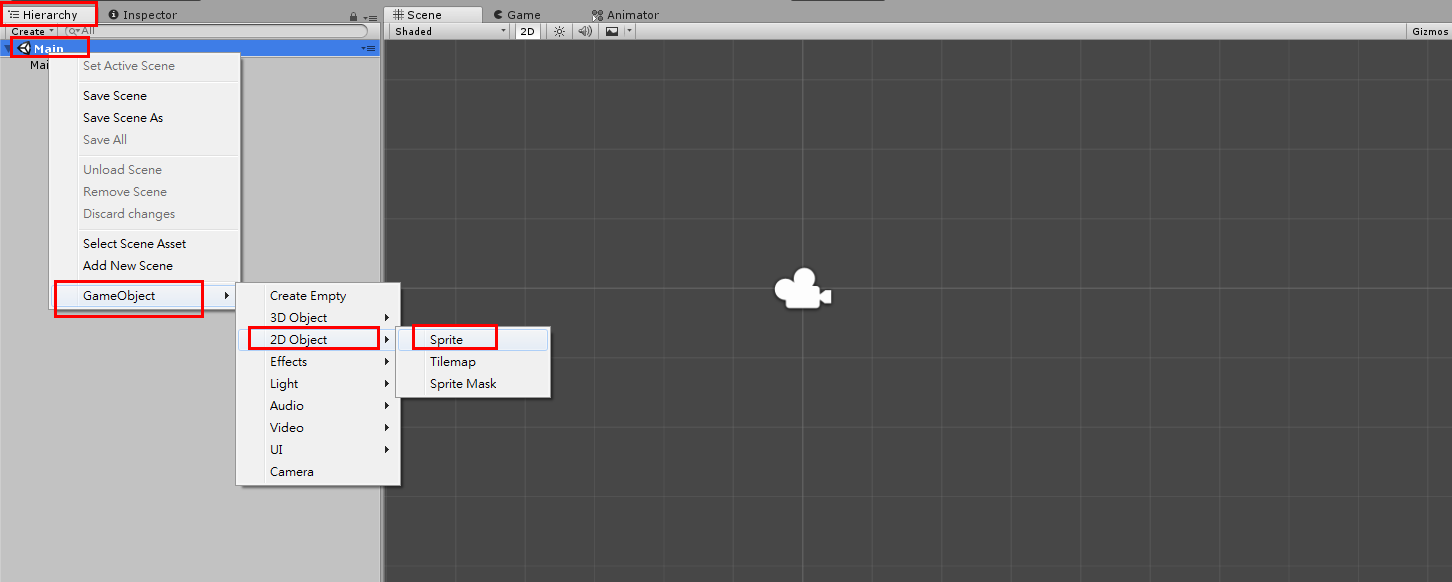 Hierarchy Inspector Scene Game Animator
Create All Shaded 2D Gizmos
Main
Mai
Set Active Scene
Save Scene
Save Scene As
Save All
Unload Scene
Remove Scene
Discard changes
Select Scene Asset
Add New Scene
GameObject
Create Empty
3D Object
2D Object
Effects
Light
Audio
Video
UI
Camera
Sprite
Tilemap
Sprite Mask